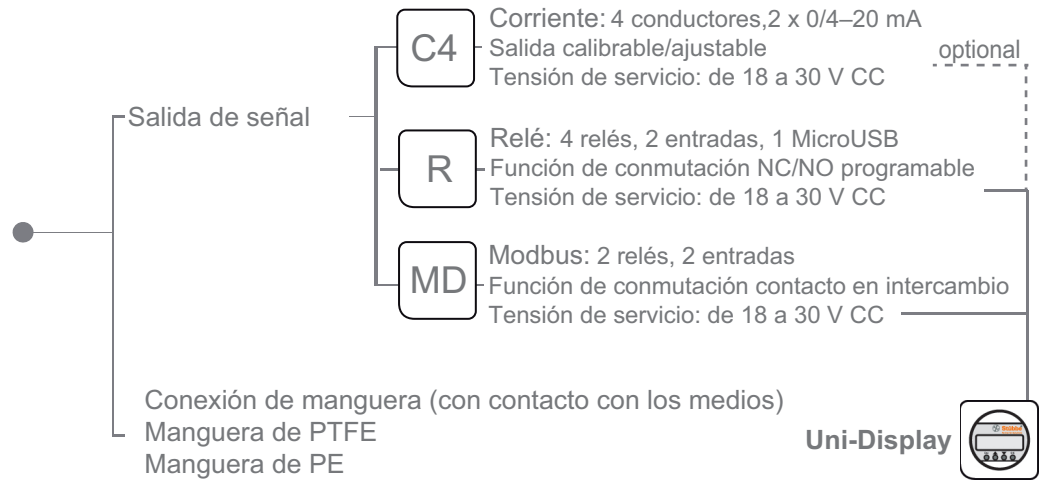 C4
Corriente: 4 conductores,2 x 0/4–20 mA
Salida calibrable/ajustable
Tensión de servicio: de 18 a 30 V CC
optional
Salida de señal
R
Relé: 4 relés, 2 entradas, 1 MicroUSB
Función de conmutación NC/NO programable
Tensión de servicio: de 18 a 30 V CC
MD
Modbus: 2 relés, 2 entradas
Función de conmutación contacto en intercambio
Tensión de servicio: de 18 a 30 V CC
Conexión de manguera (con contacto con los medios)
Manguera de PTFE
Manguera de PE
Uni-Display
Stübbe